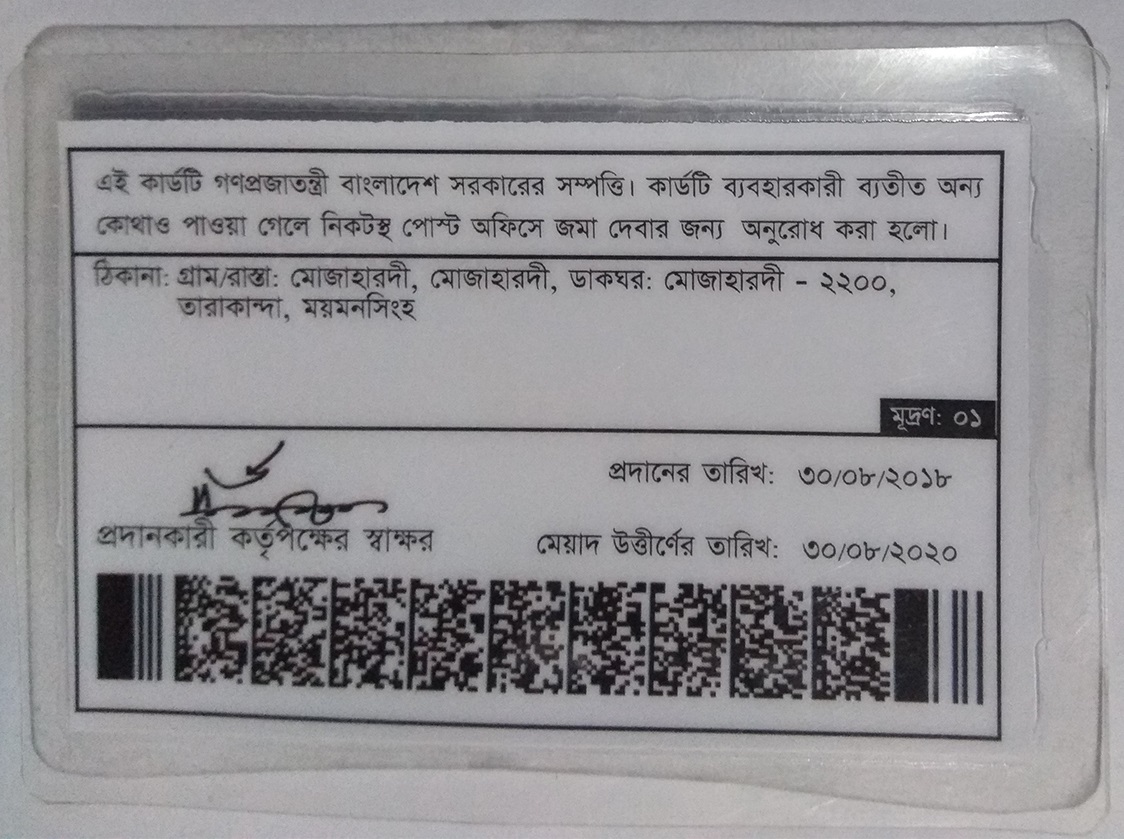 এই কার্ডটি গণপ্রজাতন্ত্রী বাংলাদেশ সরকারের সম্পত্তি। কার্ডটি ব্যবহারকারী ব্যতীত অন্য
কোথাও পাওয়া গেলে নিকটস্থ পোস্ট অফিসে জমা দেবার জন্য অনুরোধ করা হলো।
ঠিকানা: গ্রাম/রাস্তা: মোজাহারদী, মোজাহারদী, ডাকঘর: মোজাহারদী - ২২০০,
তারাকান্দা, ময়মনসিংহ
মূদ্রণ: ০১
প্রদানের তারিখ: ৩০/০৮/২০১৮
প্রদানকারী কর্তৃপক্ষের স্বাক্ষর
মেয়াদ উত্তীর্ণের তারিখ: ৩০/০৮/২০২০